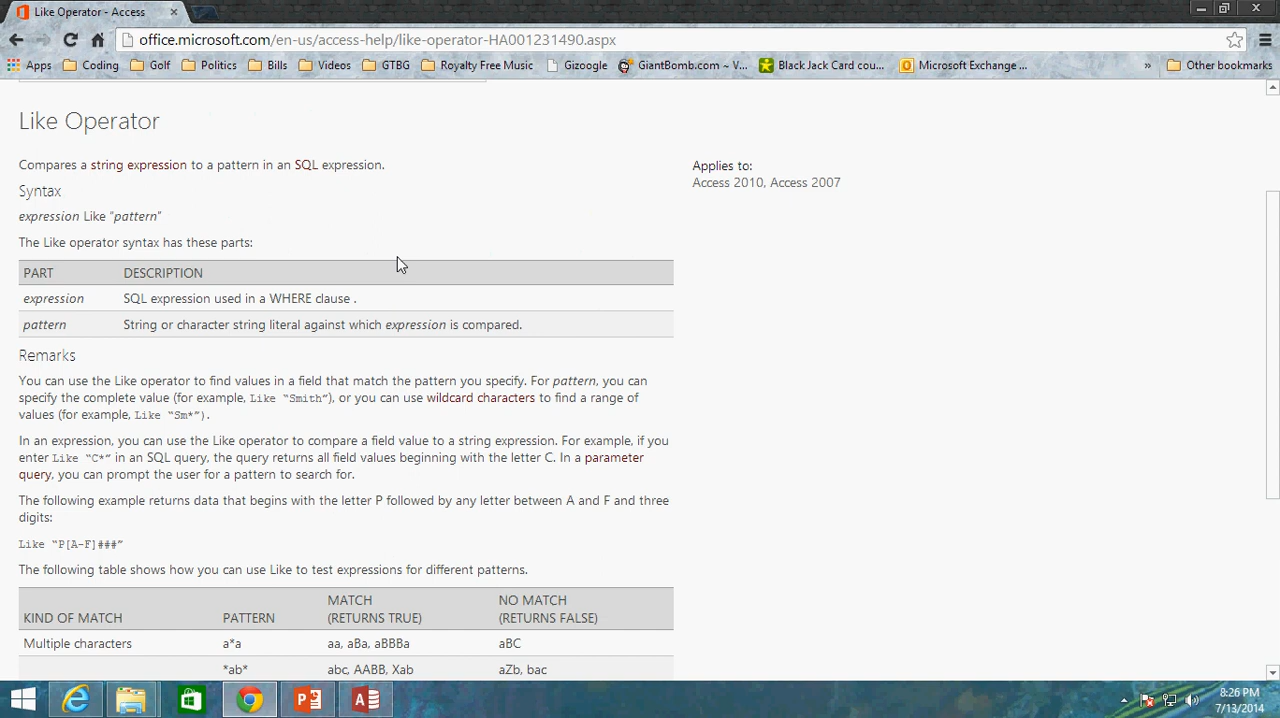 Like Operator - Access
office.microsoft.com/en-us/access-help/like-operator-HA001231490.aspx
Apps Coding Golf Politics Bills Videos GTBG Royalty Free Music Gizoogle GiantBomb.com ~ V... Black Jack Card cou... Microsoft Exchange ... » Other bookmarks
Like Operator
Compares a string expression to a pattern in an SQL expression.
Applies to:
Access 2010, Access 2007
Syntax
expression Like "pattern"
The Like operator syntax has these parts:
PART DESCRIPTION
expression SQL expression used in a WHERE clause .
pattern String or character string literal against which expression is compared.
Remarks
You can use the Like operator to find values in a field that match the pattern you specify. For pattern, you can
specify the complete value (for example, Like “Smith”), or you can use wildcard characters to find a range of
values (for example, Like “Sm*”).
In an expression, you can use the Like operator to compare a field value to a string expression. For example, if you
enter Like “C*” in an SQL query, the query returns all field values beginning with the letter C. In a parameter
query, you can prompt the user for a pattern to search for.
The following example returns data that begins with the letter P followed by any letter between A and F and three
digits:
Like “P[A-F]###”
The following table shows how you can use Like to test expressions for different patterns.
KIND OF MATCH PATTERN MATCH (RETURNS TRUE) NO MATCH (RETURNS FALSE)
Multiple characters a*a aa, aBa, aBBBa aBC
*ab* abc, AABB, Xab aZb, bac
8:26 PM
7/13/2014